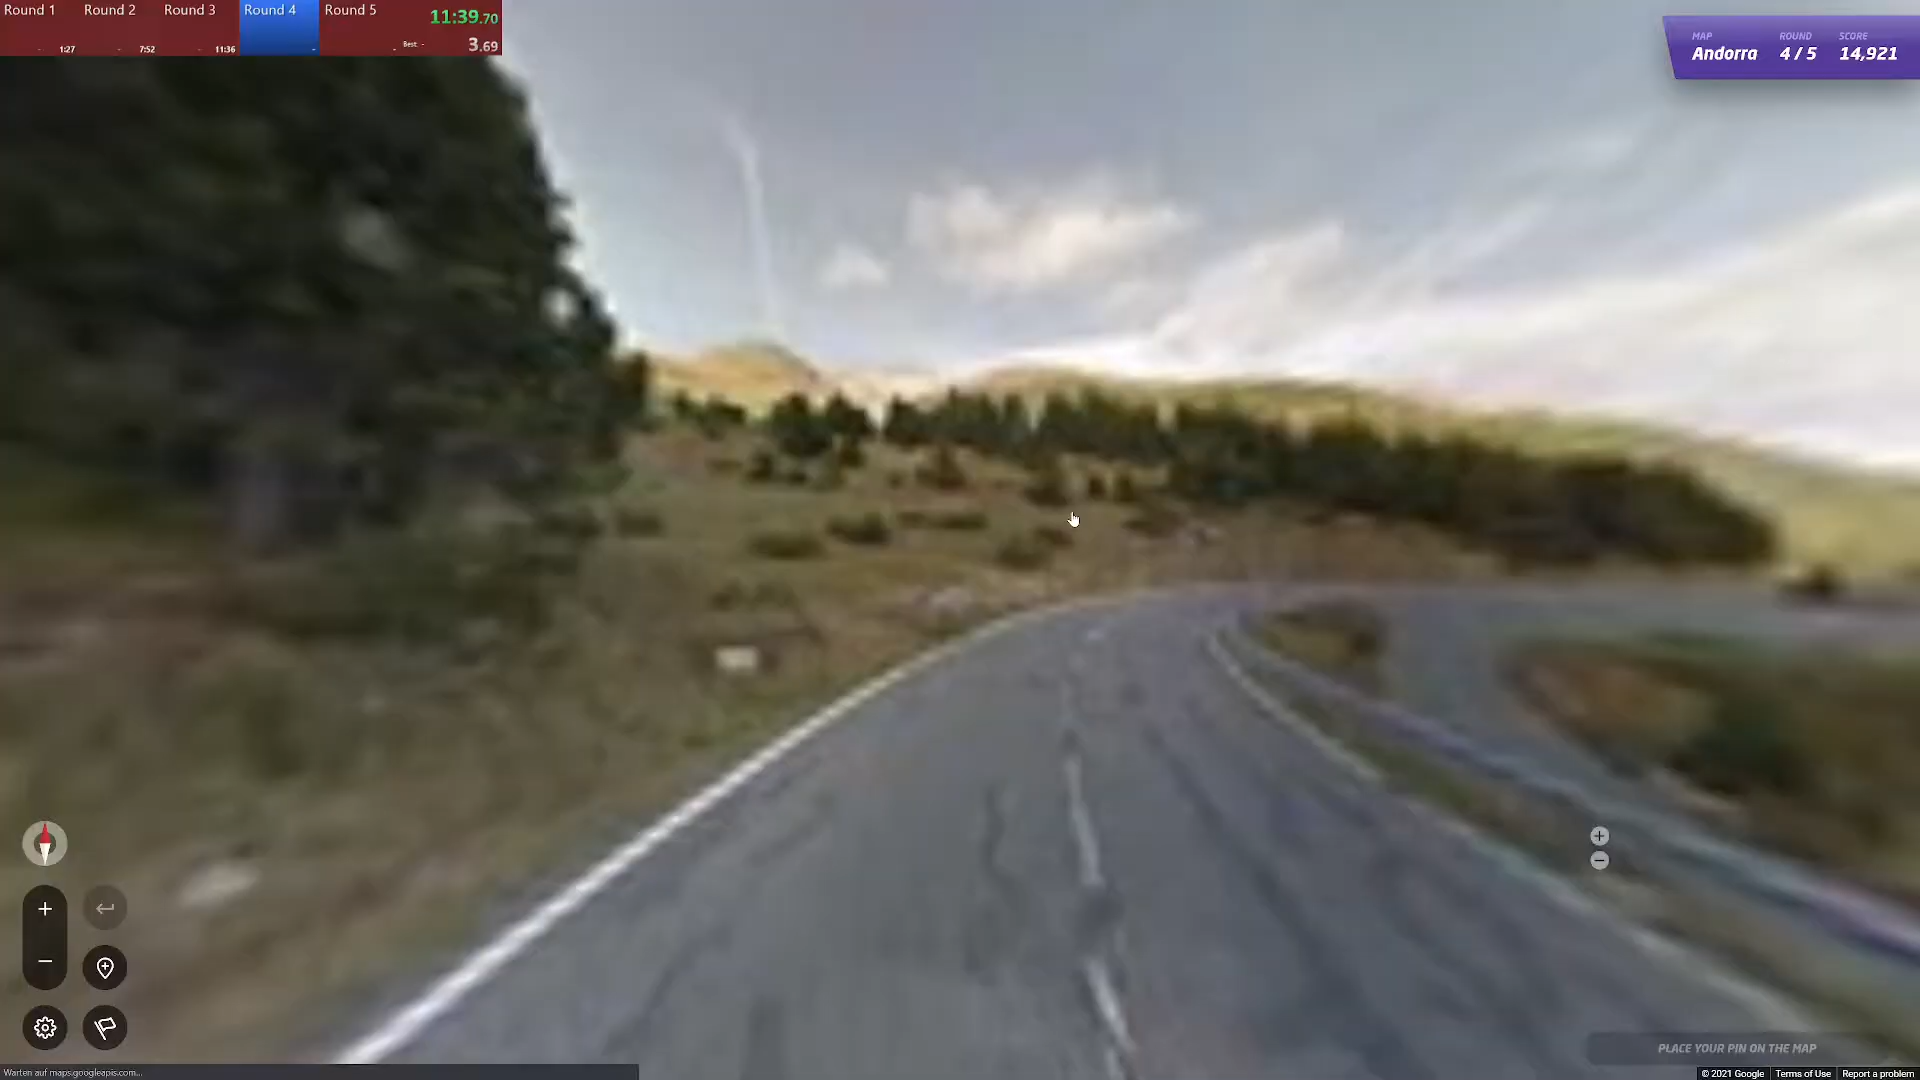 Round 1 Round 2 Round 3 Round 4 Round 5 11:39.70
- 1:27 - 7:52 - 11:36 - - Best: - 3.69
MAP ROUND SCORE
Andorra 4 / 5 14,921
PLACE YOUR PIN ON THE MAP
Warten auf maps.googleapis.com...
© 2021 Google Terms of Use Report a problem